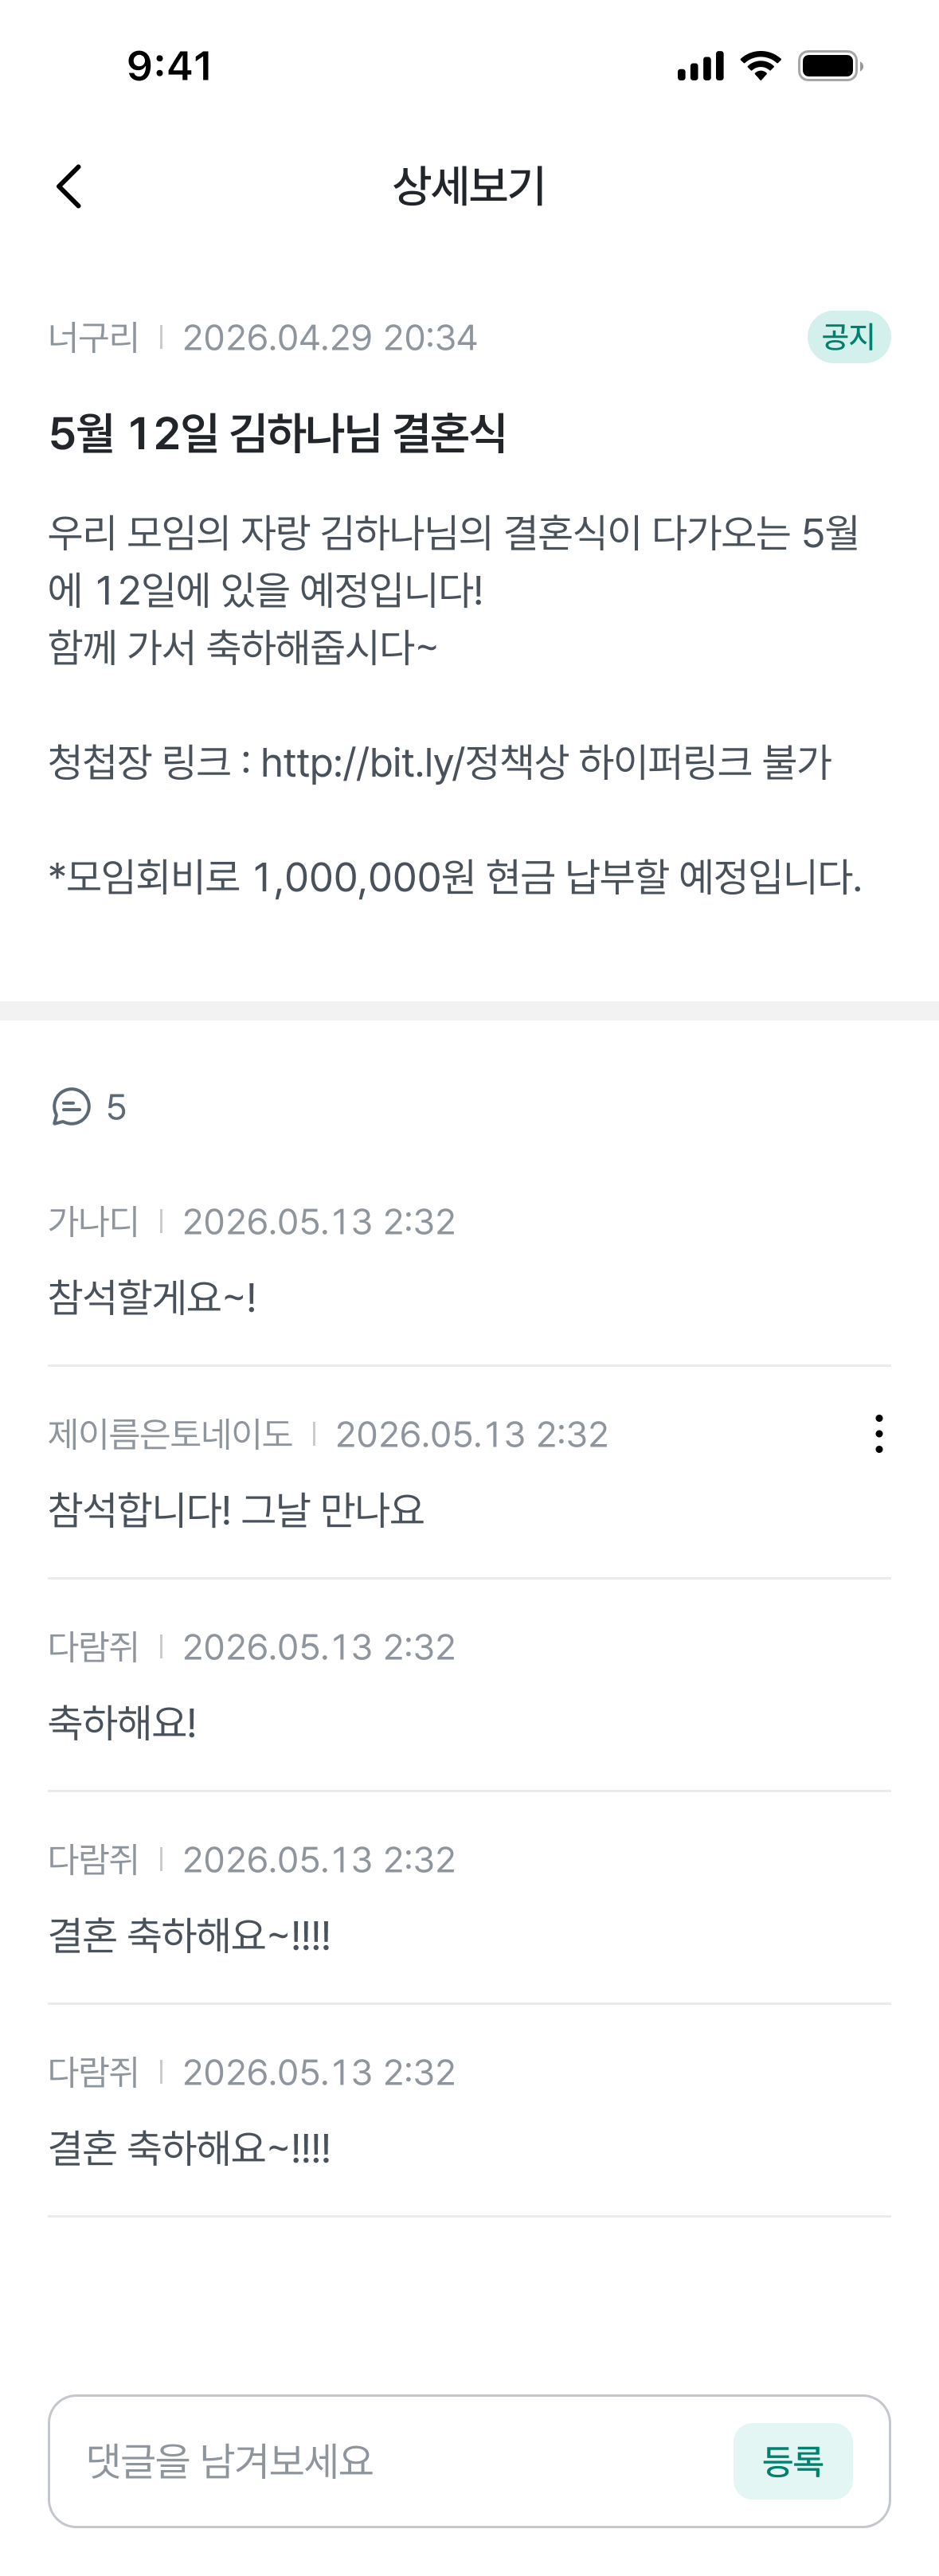 9:41
상세보기
너구리 | 2026.04.29 20:34 공지
5월 12일 김하나님 결혼식
우리 모임의 자랑 김하나님의 결혼식이 다가오는 5월
에 12일에 있을 예정입니다!
함께 가서 축하해줍시다~
청첩장 링크 : http://bit.ly/정책상 하이퍼링크 불가
*모임회비로 1,000,000원 현금 납부할 예정입니다.
5
가나디 | 2026.05.13 2:32
참석할게요~!
제이름은토네이도 | 2026.05.13 2:32
참석합니다! 그날 만나요
다람쥐 | 2026.05.13 2:32
축하해요!
다람쥐 | 2026.05.13 2:32
결혼 축하해요~!!!!
다람쥐 | 2026.05.13 2:32
결혼 축하해요~!!!!
댓글을 남겨보세요 등록